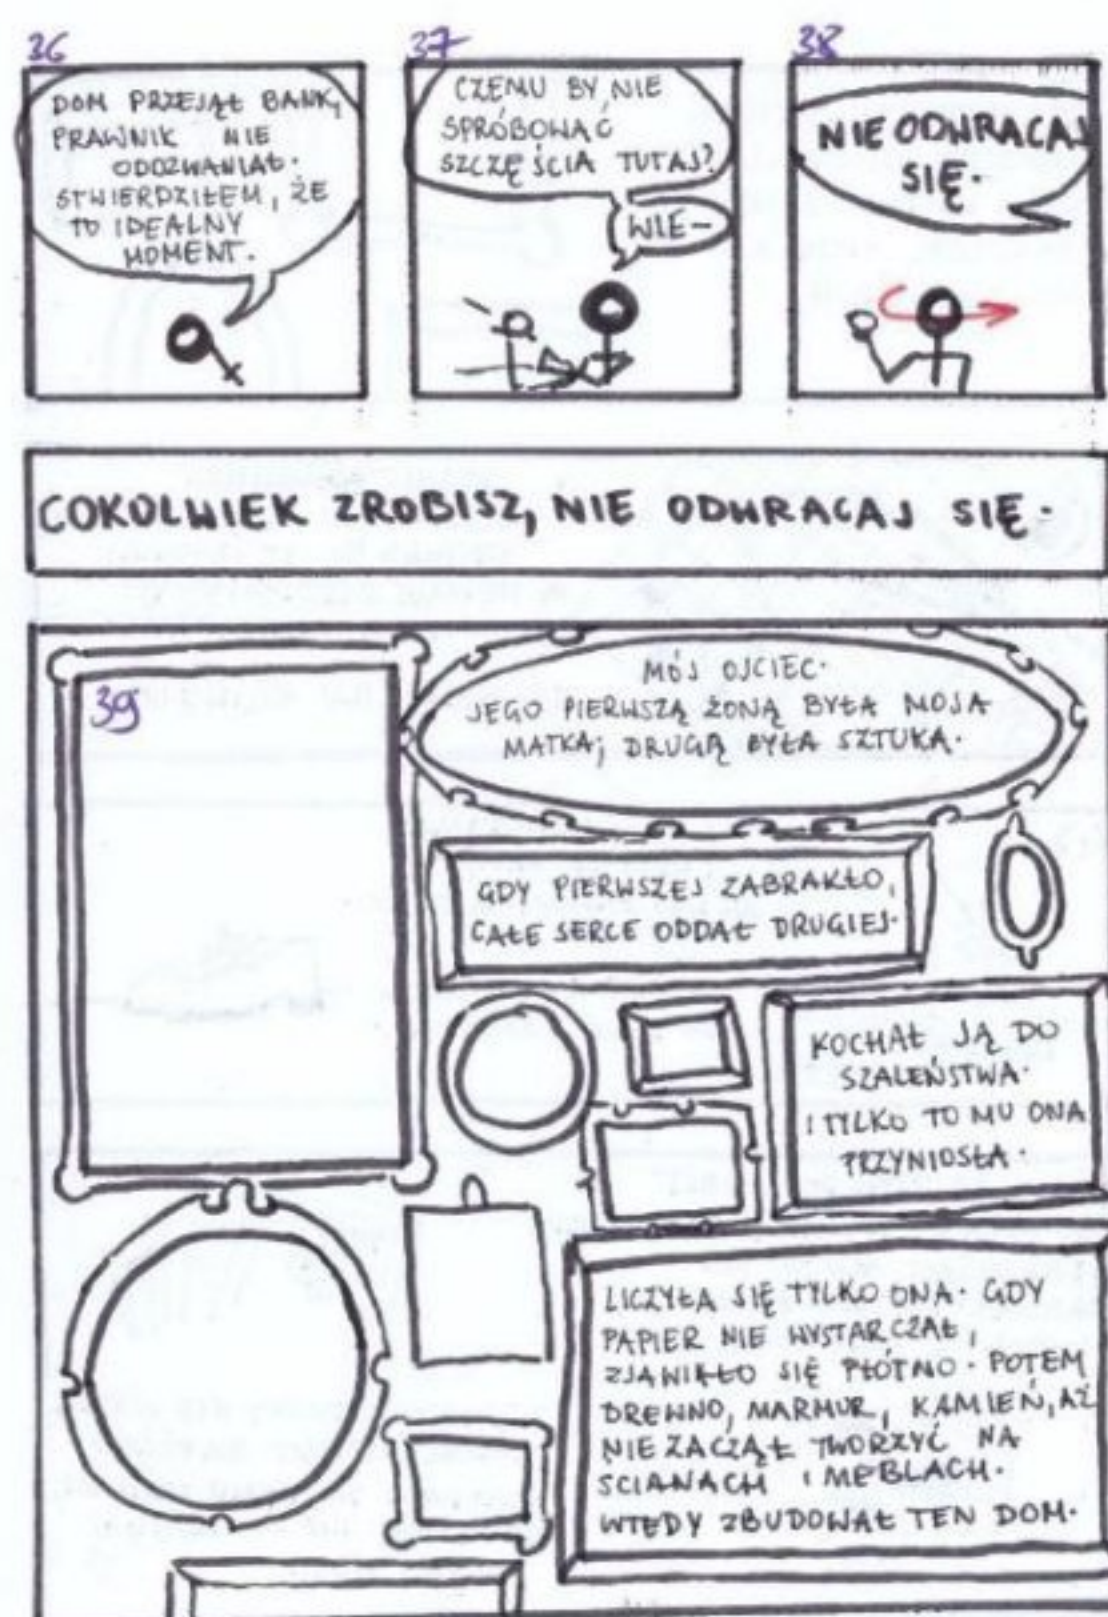 36
DOM PRZEJĄŁ BANK,
PRAWNIK NIE
ODDZWANIAŁ.
STWIERDZIŁEM, ŻE
TO IDEALNY
MOMENT.
37
CZEMU BY NIE
SPRÓBOWAĆ
SZCZĘŚCIA TUTAJ?
WIE-
38
NIE ODWRACAJ
SIĘ.
COKOLWIEK ZROBISZ, NIE ODWRACAJ SIĘ.
39
MÓJ OJCIEC.
JEGO PIERWSZĄ ŻONĄ BYŁA MOJA
MATKA; DRUGĄ BYŁA SZTUKA.
GDY PIERWSZEJ ZABRAKŁO,
CAŁE SERCE ODDAŁ DRUGIEJ.
KOCHAŁ JĄ DO
SZALEŃSTWA.
I TYLKO TO MU ONA
PRZYNIOSŁA.
LICZYŁA SIĘ TYLKO ONA. GDY
PAPIER NIE WYSTARCZAŁ,
ZJAWIŁO SIĘ PŁÓTNO. POTEM
DREWNO, MARMUR, KAMIEŃ, AŻ
NIE ZACZĄŁ TWORZYĆ NA
ŚCIANACH I MEBLACH.
WTEDY ZBUDOWAŁ TEN DOM.